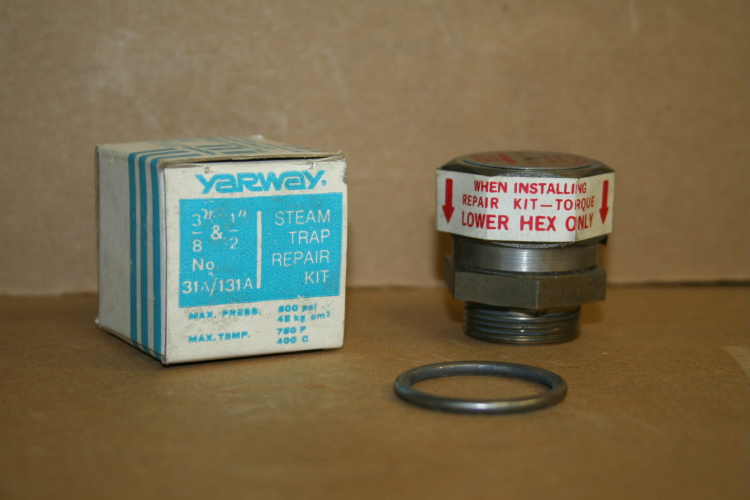 YARWAY®
3" & 1"
8 2
No
31A/131A
STEAM
TRAP
REPAIR
KIT
MAX. PRESS. 600 psi
42 kg cm²
MAX. TEMP. 750 F
400 C
WHEN INSTALLING
REPAIR KIT—TORQUE
LOWER HEX ONLY